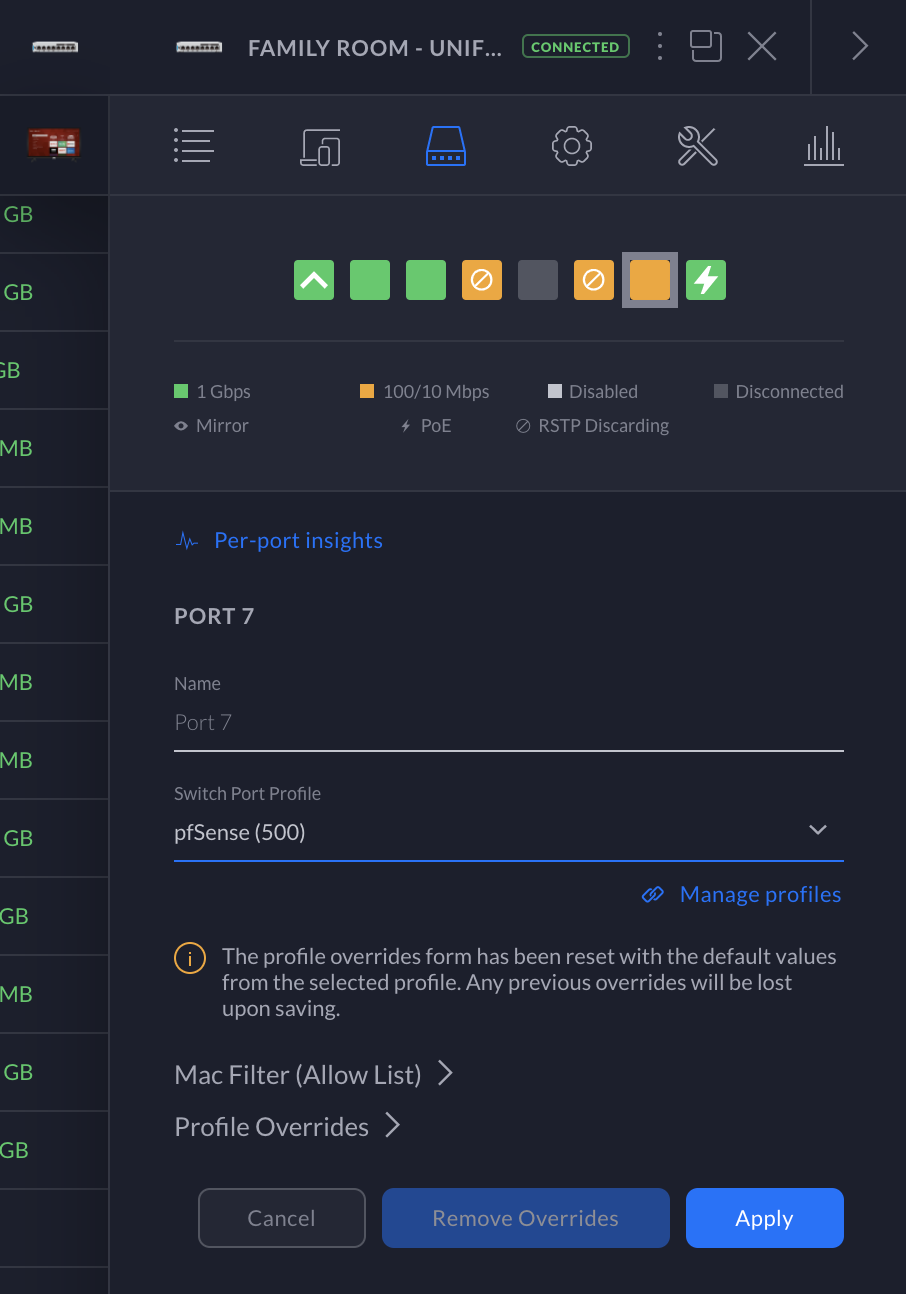 FAMILY ROOM - UNIF...
CONNECTED
GB
GB
GB
MB
MB
GB
MB
MB
GB
GB
MB
GB
GB
1 Gbps
100/10 Mbps
Disabled
Disconnected
Mirror
PoE
RSTP Discarding
Per-port insights
PORT 7
Name
Port 7
Switch Port Profile
pfSense (500)
Manage profiles
The profile overrides form has been reset with the default values
from the selected profile. Any previous overrides will be lost
upon saving.
Mac Filter (Allow List)
Profile Overrides
Cancel
Remove Overrides
Apply